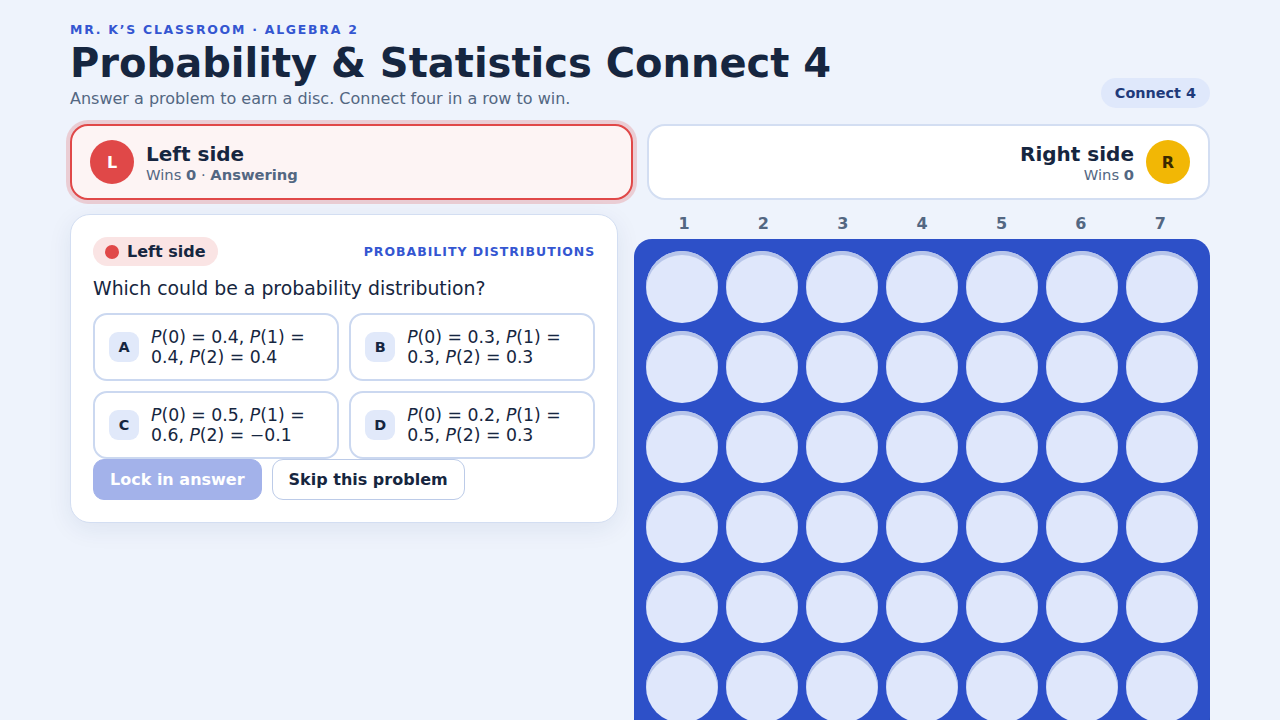 MR. K’S CLASSROOM · ALGEBRA 2
Probability & Statistics Connect 4
Answer a problem to earn a disc. Connect four in a row to win.
Connect 4
L
Left side
Wins 0 · Answering
Right side
Wins 0
R
Left side
PROBABILITY DISTRIBUTIONS
Which could be a probability distribution?
A
P(0) = 0.4, P(1) =
0.4, P(2) = 0.4
B
P(0) = 0.3, P(1) =
0.3, P(2) = 0.3
C
P(0) = 0.5, P(1) =
0.6, P(2) = −0.1
D
P(0) = 0.2, P(1) =
0.5, P(2) = 0.3
Lock in answer
Skip this problem
1 2 3 4 5 6 7